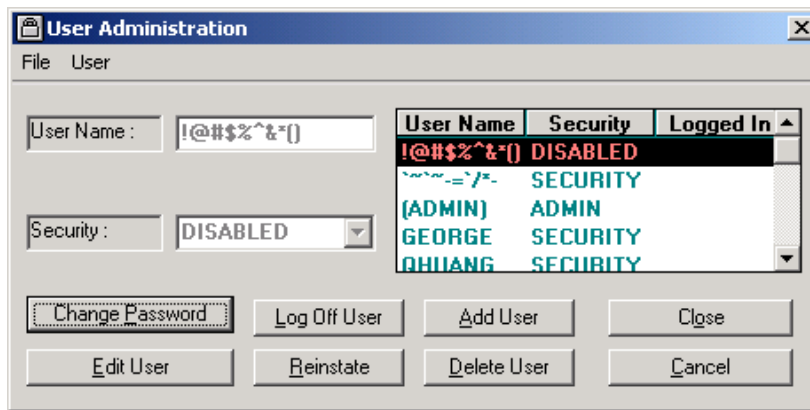 User Administration
File User
User Name : !@#$%^&*()
Security : DISABLED
User Name Security Logged In
!@#$%^&*() DISABLED
`~`~-=`/*- SECURITY
(ADMIN) ADMIN
GEORGE SECURITY
QHUANG SECURITY
Change Password Log Off User Add User Close
Edit User Reinstate Delete User Cancel